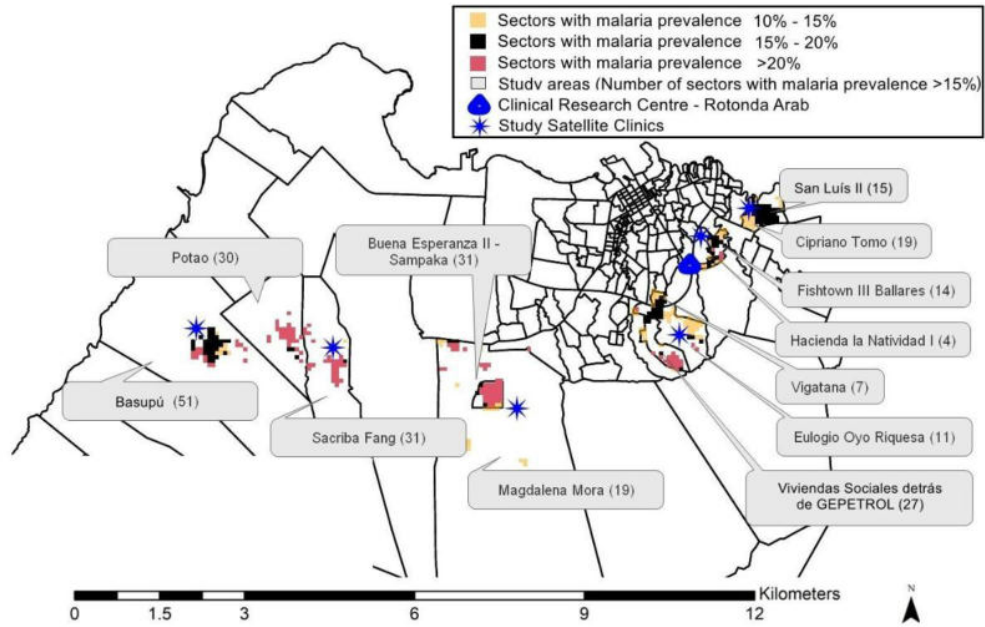 Sectors with malaria prevalence 10% - 15%
Sectors with malaria prevalence 15% - 20%
Sectors with malaria prevalence >20%
Study areas (Number of sectors with malaria prevalence >15%)
Clinical Research Centre - Rotonda Arab
Study Satellite Clinics
San Luís II (15)
Cipriano Tomo (19)
Fishtown III Ballares (14)
Hacienda la Natividad I (4)
Vigatana (7)
Eulogio Oyo Riquesa (11)
Viviendas Sociales detrás
de GEPETROL (27)
Buena Esperanza II -
Sampaka (31)
Potao (30)
Basupú (51)
Sacriba Fang (31)
Magdalena Mora (19)
Kilometers
0 1.5 3 6 9 12
N